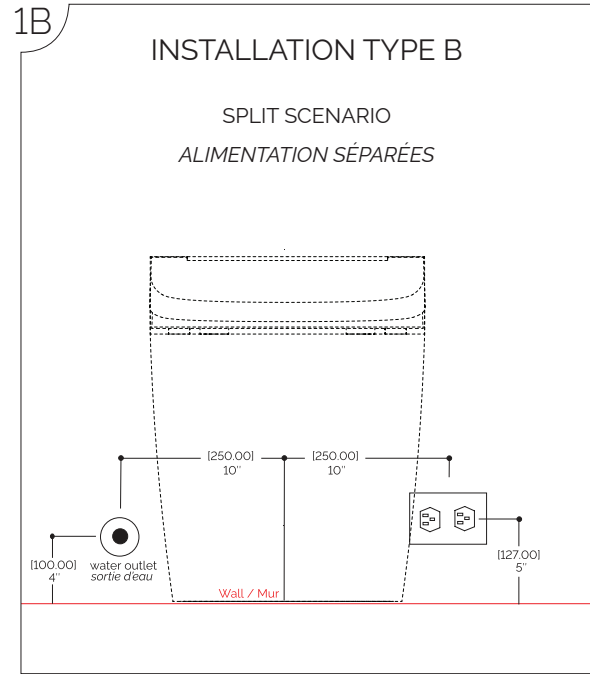 1B
INSTALLATION TYPE B
SPLIT SCENARIO
ALIMENTATION SÉPARÉES
[250.00]
10"
[250.00]
10"
[100.00]
4"
water outlet
sortie d'eau
[127.00]
5"
Wall / Mur